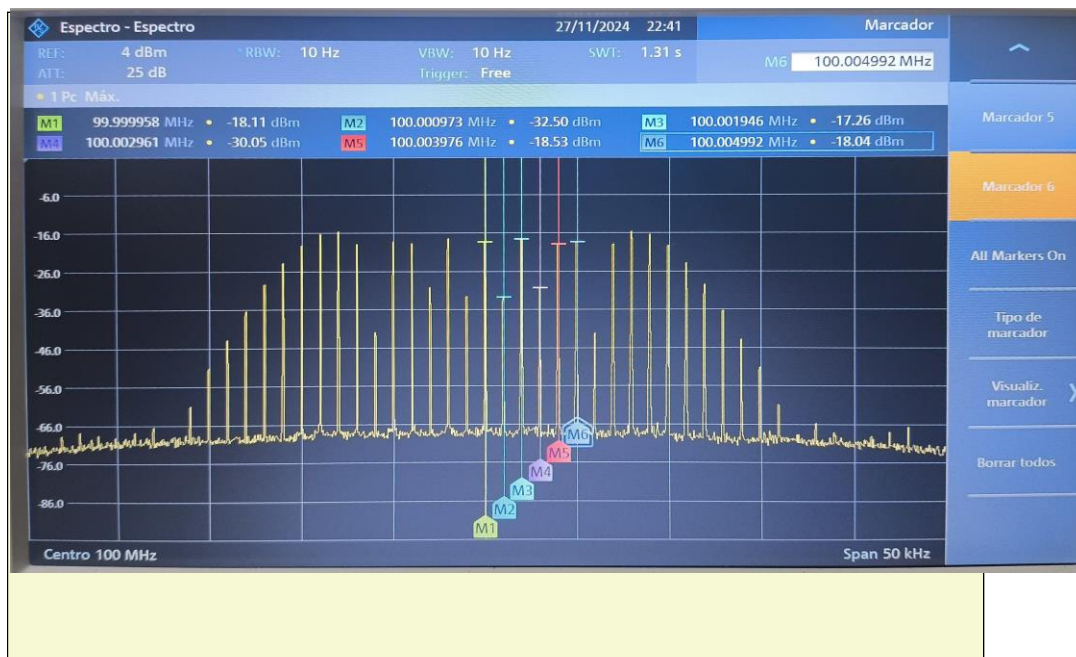 Espectro - Espectro 27/11/2024 22:41 Marcador
REF: 4 dBm RBW: 10 Hz VBW: 10 Hz SWT: 1.31 s M6 100.004992 MHz
ATT: 25 dB Trigger: Free
1 Pc Máx.
M1 99.999958 MHz • -18.11 dBm M2 100.000973 MHz • -32.50 dBm M3 100.001946 MHz • -17.26 dBm
M4 100.002961 MHz • -30.05 dBm M5 100.003976 MHz • -18.53 dBm M6 100.004992 MHz • -18.04 dBm
-6.0
-16.0
-26.0
-36.0
-46.0
-56.0
-66.0
-76.0
-86.0
M6
M5
M4
M3
M2
M1
Centro 100 MHz Span 50 kHz
Marcador 5
Marcador 6
All Markers On
Tipo de
marcador
Visualiz.
marcador
Borrar todos